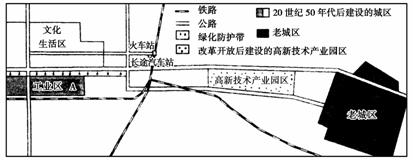 文化
生活区
火车站
长途汽车站
工业区 A
高新技术产业园区
老城区
铁路
公路
绿化防护带
改革开放后建设的高新技术产业园区
20世纪50年代后建设的城区
老城区